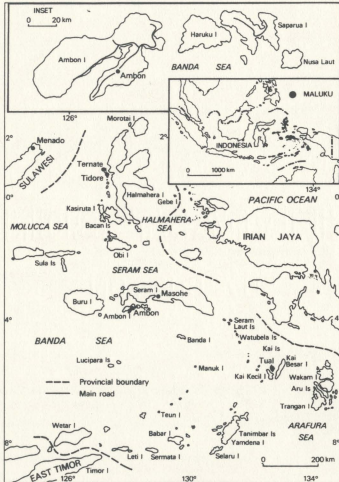 INSET
0 20 km
Saparua I
Haruku I
Nusa Laut
Ambon I
Ambon
BANDA SEA
MALUKU
INDONESIA
0 1000 km
126°
134°
Morotai I
2°
2°
Menado
SULAWESI
Ternate
Tidore
Halmahera I
Gebe I
PACIFIC OCEAN
0°
0°
Kasiruta I
HALMAHERA
SEA
MOLUCCA SEA
Bacan Is
IRIAN JAYA
Obi I
Sula Is
SERAM SEA
Seram I
Masohe
Buru I
4°
4°
Ambon I
Ambon
Seram
Laut Is
Watubela Is
BANDA SEA
Banda I
Kai Is
Tual
Kai
Besar I
Lucipara Is
Manuk I
Kai Kecil I
Wakam I
Aru Is
Provincial boundary
Main road
Trangan I
Teun I
ARAFURA
SEA
Wetar I
Babar I
Tanimbar Is
Yamdena I
8°
8°
EAST TIMOR
Timor I
Leti I
Sermata I
Selaru I
0 200 km
126°
130°
134°